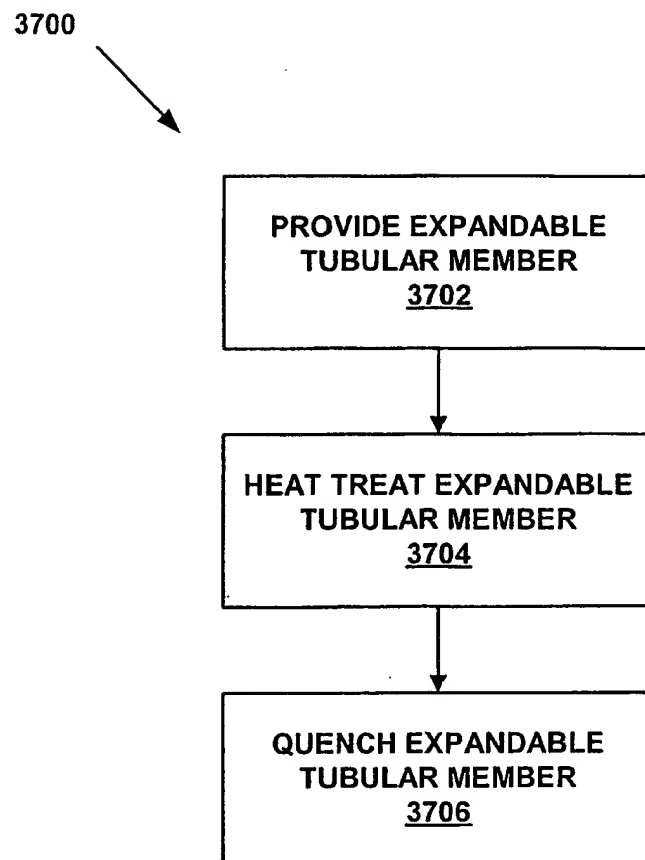 3700
PROVIDE EXPANDABLE
TUBULAR MEMBER
3702
HEAT TREAT EXPANDABLE
TUBULAR MEMBER
3704
QUENCH EXPANDABLE
TUBULAR MEMBER
3706